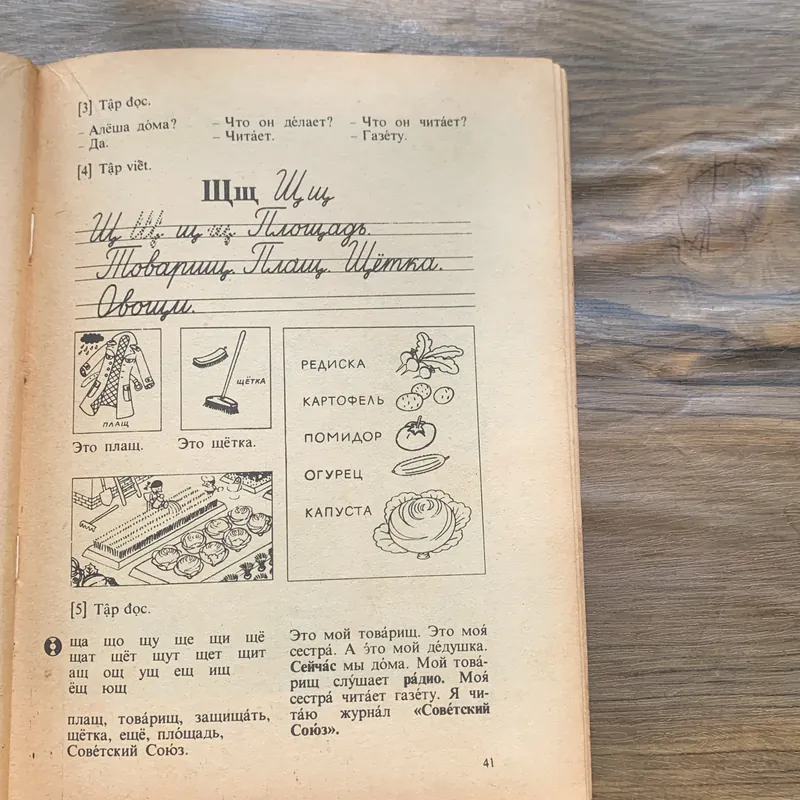 [3] Tập đọc.
– Алёша до́ма? – Что он де́лает? – Что он чита́ет?
– Да. – Чита́ет. – Газе́ту.
[4] Tập viết.
Щщ Щщ
Щ Щ щ щ Площадь.
Товарищ. Плащ. Щётка.
Овощи.
ПЛАЩ
ЩЁТКА
Это плащ. Это щётка.
РЕДИСКА
КАРТОФЕЛЬ
ПОМИДОР
ОГУРЕЦ
КАПУСТА
[5] Tập đọc.
ща що щу ще щи щё
щат щёт щут щет щит
ащ ощ ущ ещ ищ
ёщ ющ
плащ, това́рищ, защища́ть,
щётка, ещё, пло́щадь,
Сове́тский Сою́з.
Это мой това́рищ. Это моя́
сестра́. А э́то мой де́душка.
Сейча́с мы до́ма. Мой това́-
рищ слу́шает ра́дио. Моя́
сестра́ чита́ет газе́ту. Я чи-
та́ю журна́л «Сове́тский
Сою́з».
41